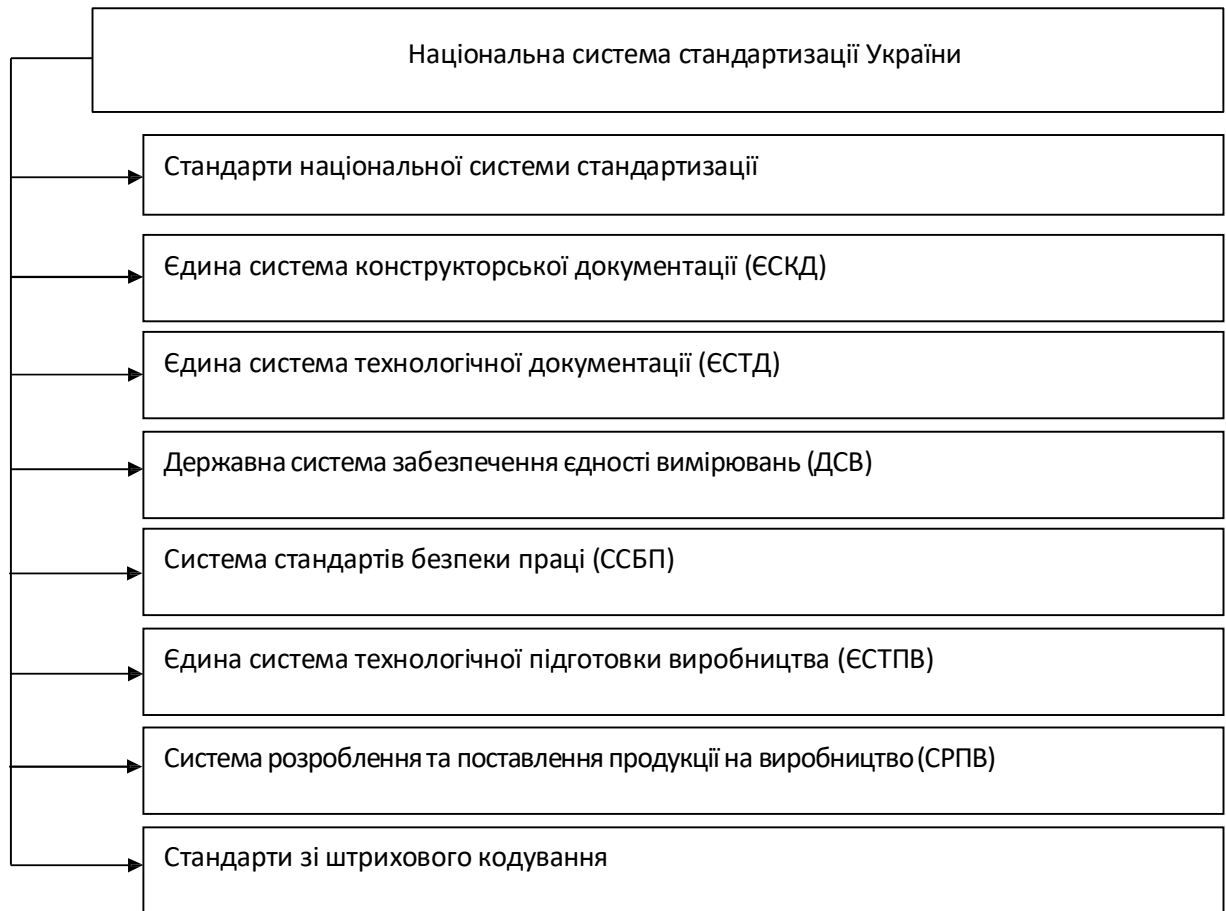 Національна система стандартизації України
Стандарти національної системи стандартизації
Єдина система конструкторської документації (ЄСКД)
Єдина система технологічної документації (ЄСТД)
Державна система забезпечення єдності вимірювань (ДСВ)
Система стандартів безпеки праці (ССБП)
Єдина система технологічної підготовки виробництва (ЄСТПВ)
Система розроблення та поставлення продукції на виробництво (СРПВ)
Стандарти зі штрихового кодування